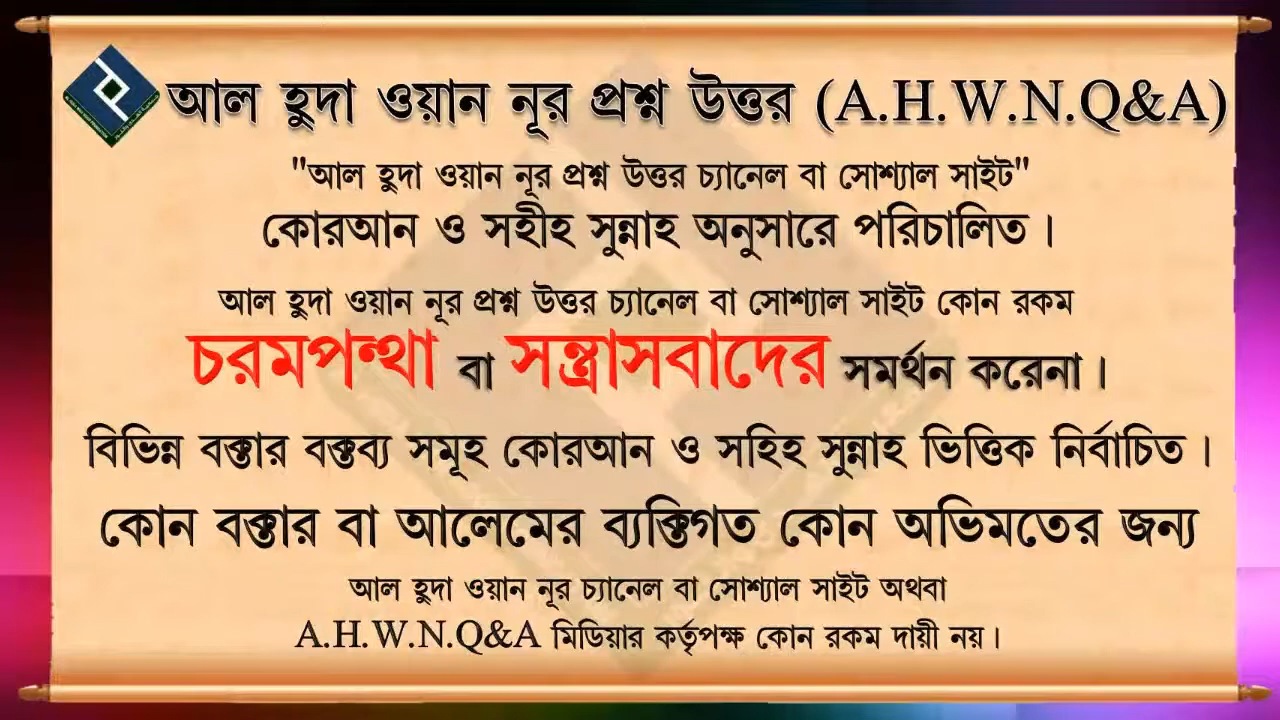 আল হুদা ওয়ান নূর প্রশ্ন উত্তর (A.H.W.N.Q&A)
"আল হুদা ওয়ান নূর প্রশ্ন উত্তর চ্যানেল বা সোশ্যাল সাইট"
কোরআন ও সহীহ সুন্নাহ অনুসারে পরিচালিত ।
আল হুদা ওয়ান নূর প্রশ্ন উত্তর চ্যানেল বা সোশ্যাল সাইট কোন রকম
চরমপন্থা বা সন্ত্রাসবাদের সমর্থন করেনা ।
বিভিন্ন বক্তার বক্তব্য সমূহ কোরআন ও সহিহ সুন্নাহ ভিত্তিক নির্বাচিত ।
কোন বক্তার বা আলেমের ব্যক্তিগত কোন অভিমতের জন্য
আল হুদা ওয়ান নূর চ্যানেল বা সোশ্যাল সাইট অথবা
A.H.W.N.Q&A মিডিয়ার কর্তৃপক্ষ কোন রকম দায়ী নয় ।